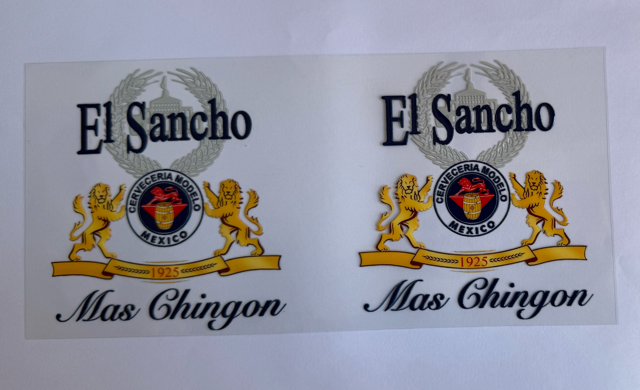 El Sancho
CERVECERIA MODELO
MEXICO
1925
Mas Chingon
El Sancho
CERVECERIA MODELO
MEXICO
1925
Mas Chingon